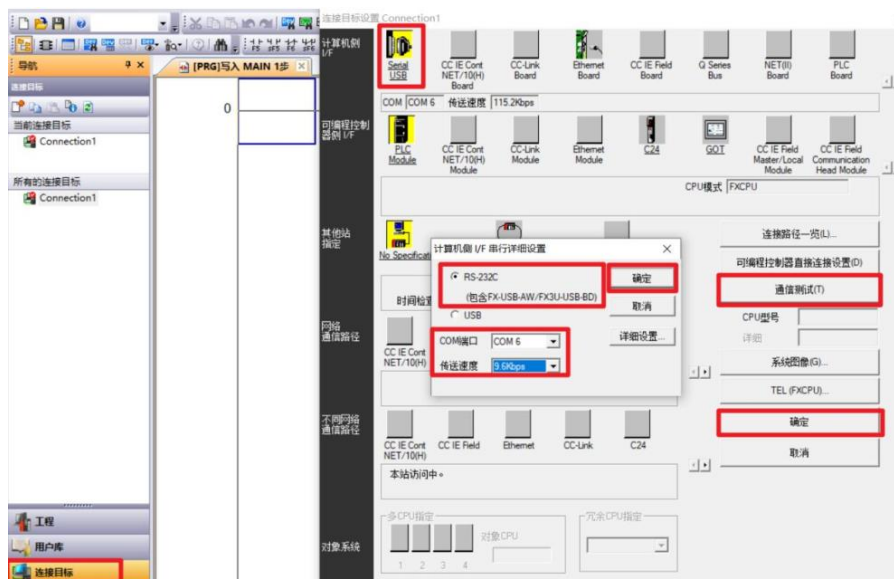 连接目标设置 Connection1
导航
[PRG]写入 MAIN 1步
连接目标
当前连接目标
Connection1
所有的连接目标
Connection1
工程
用户库
连接目标
0
F5 sF5 F6 sF6
计算机侧
I/F
Serial
USB
CC IE Cont
NET/10(H)
Board
CC-Link
Board
Ethernet
Board
CC IE Field
Board
Q Series
Bus
NET(II)
Board
PLC
Board
COM COM 6 传送速度 115.2Kbps
可编程控制
器侧 I/F
PLC
Module
CC IE Cont
NET/10(H)
Module
CC-Link
Module
Ethernet
Module
C24
GOT
CC IE Field
Master/Local
Module
CC IE Field
Communication
Head Module
CPU模式 FXCPU
其他站
指定
No Specificati
时间检查
计算机侧 I/F 串行详细设置
RS-232C
(包含FX-USB-AW/FX3U-USB-BD)
USB
COM端口 COM 6
传送速度 9.6Kbps
确定
取消
详细设置...
连接路径一览(L)...
可编程控制器直接连接设置(D)
通信测试(T)
CPU型号
详细
系统图像(G)...
TEL (FXCPU)...
确定
取消
网络
通信路径
CC IE Cont
NET/10(H)
不同网络
通信路径
CC IE Cont
NET/10(H)
CC IE Field
Ethernet
CC-Link
C24
本站访问中。
对象系统
多CPU指定
1 2 3 4
对象CPU
冗余CPU指定